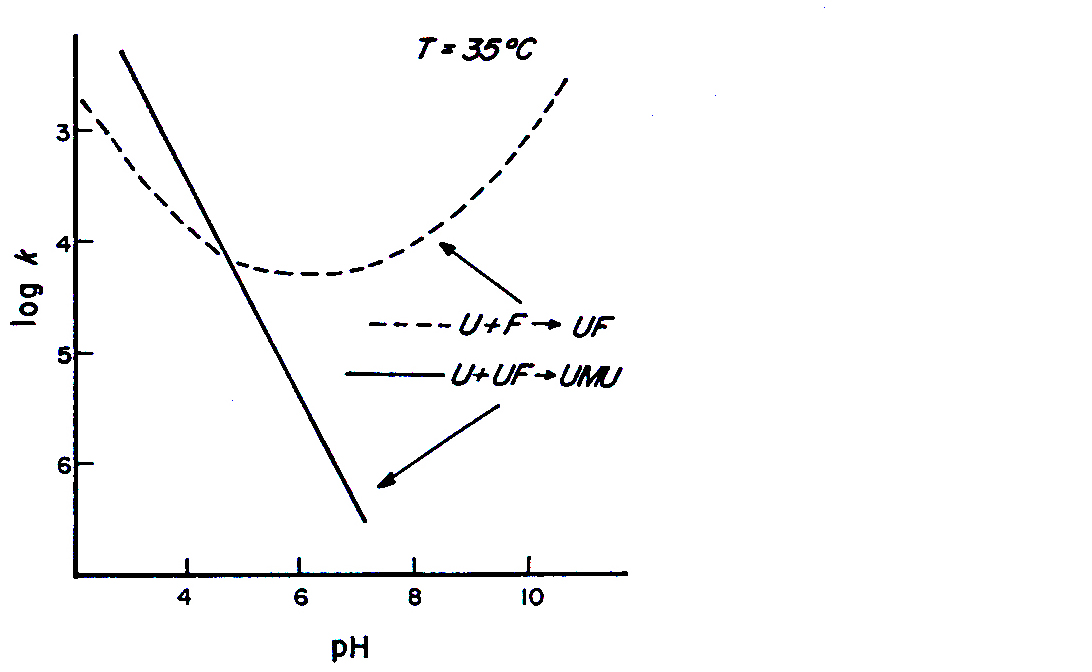 T = 35°C
3
4
5
6
log k
U+F→ UF
U+UF→UMU
4 6 8 10
pH